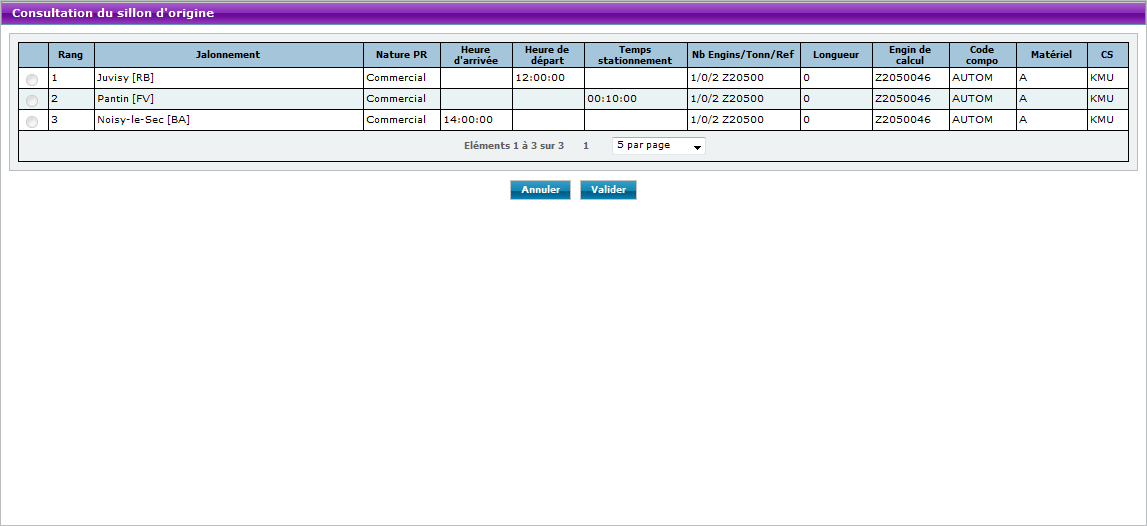 Consultation du sillon d'origine
Rang Jalonnement Nature PR Heure d'arrivée Heure de départ Temps stationnement Nb Engins/Tonn/Ref Longueur Engin de calcul Code compo Matériel CS
1 Juvisy [RB] Commercial 12:00:00 1/0/2 Z20500 0 Z2050046 AUTOM A KMU
2 Pantin [FV] Commercial 00:10:00 1/0/2 Z20500 0 Z2050046 AUTOM A KMU
3 Noisy-le-Sec [BA] Commercial 14:00:00 1/0/2 Z20500 0 Z2050046 AUTOM A KMU
Eléments 1 à 3 sur 3 1 5 par page
Annuler Valider